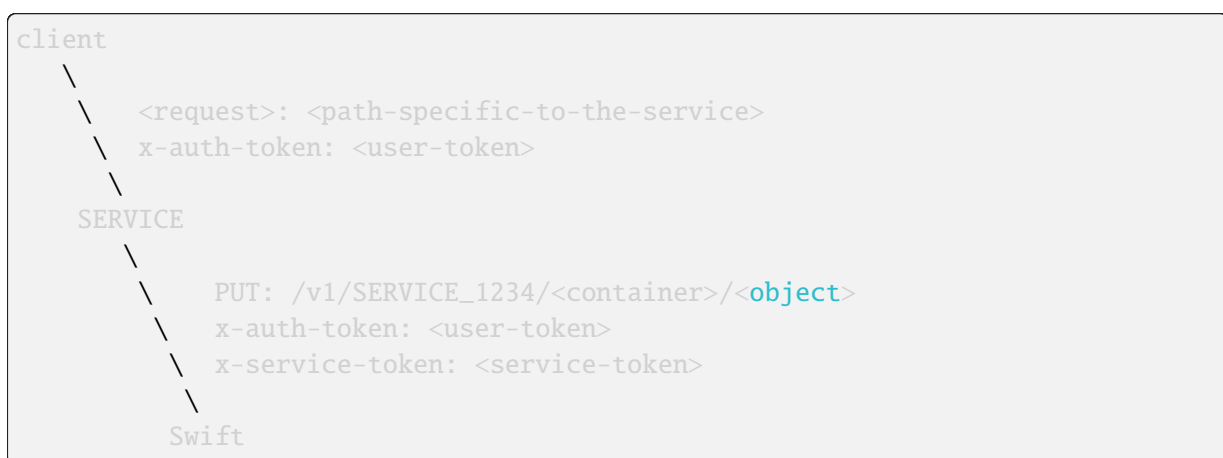 client
\
\
<request>: <path-specific-to-the-service>
\
x-auth-token: <user-token>
\
\
SERVICE
\
\
PUT: /v1/SERVICE_1234/<container>/<object>
\
x-auth-token: <user-token>
\
x-service-token: <service-token>
\
\
Swift